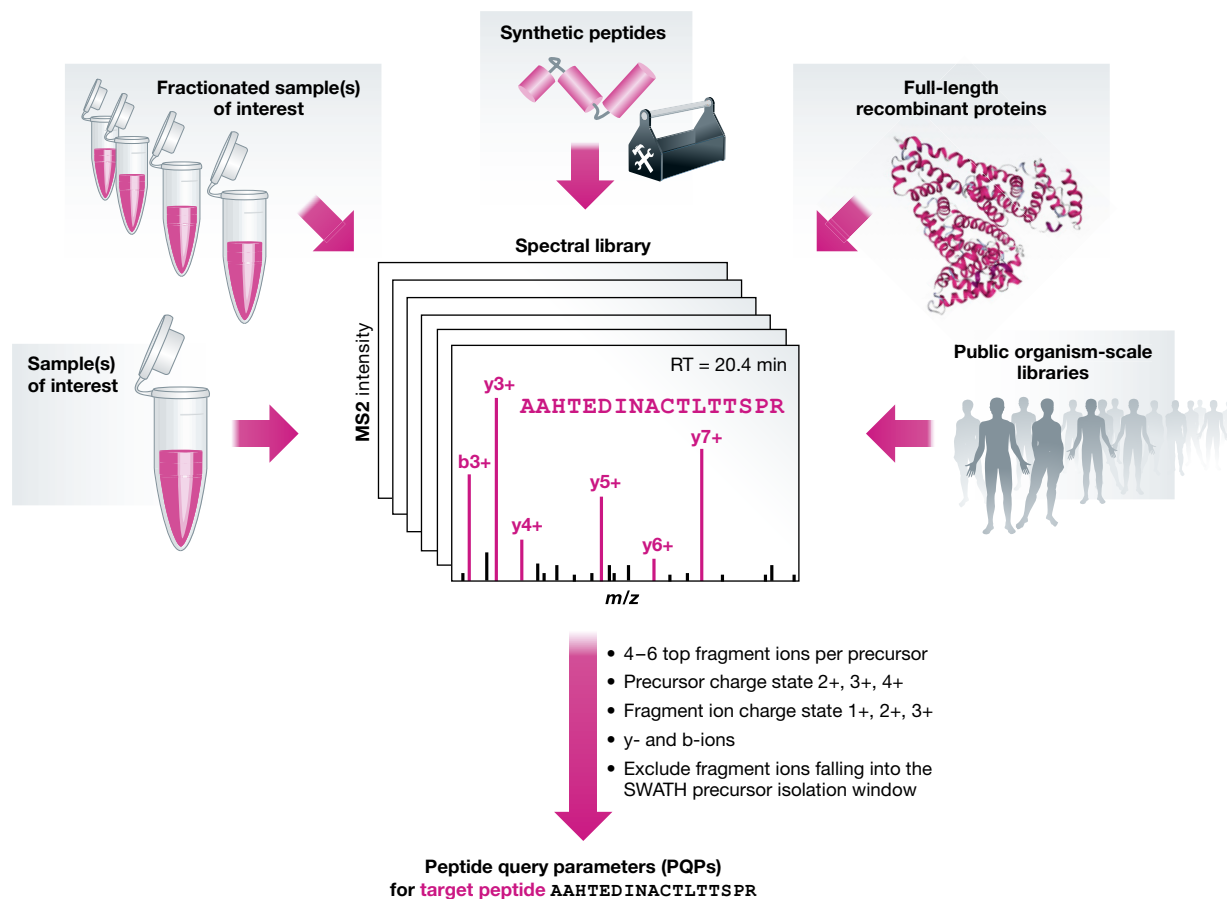 Synthetic peptides
Fractionated sample(s)
of interest
Full-length
recombinant proteins
Spectral library
Sample(s)
of interest
Public organism-scale
libraries
MS2 intensity
RT = 20.4 min
AAHTEDINACTLTTSPR
b3+
y3+
y4+
y5+
y6+
y7+
m/z
• 4–6 top fragment ions per precursor
• Precursor charge state 2+, 3+, 4+
• Fragment ion charge state 1+, 2+, 3+
• y- and b-ions
• Exclude fragment ions falling into the
SWATH precursor isolation window
Peptide query parameters (PQPs)
for target peptide AAHTEDINACTLTTSPR